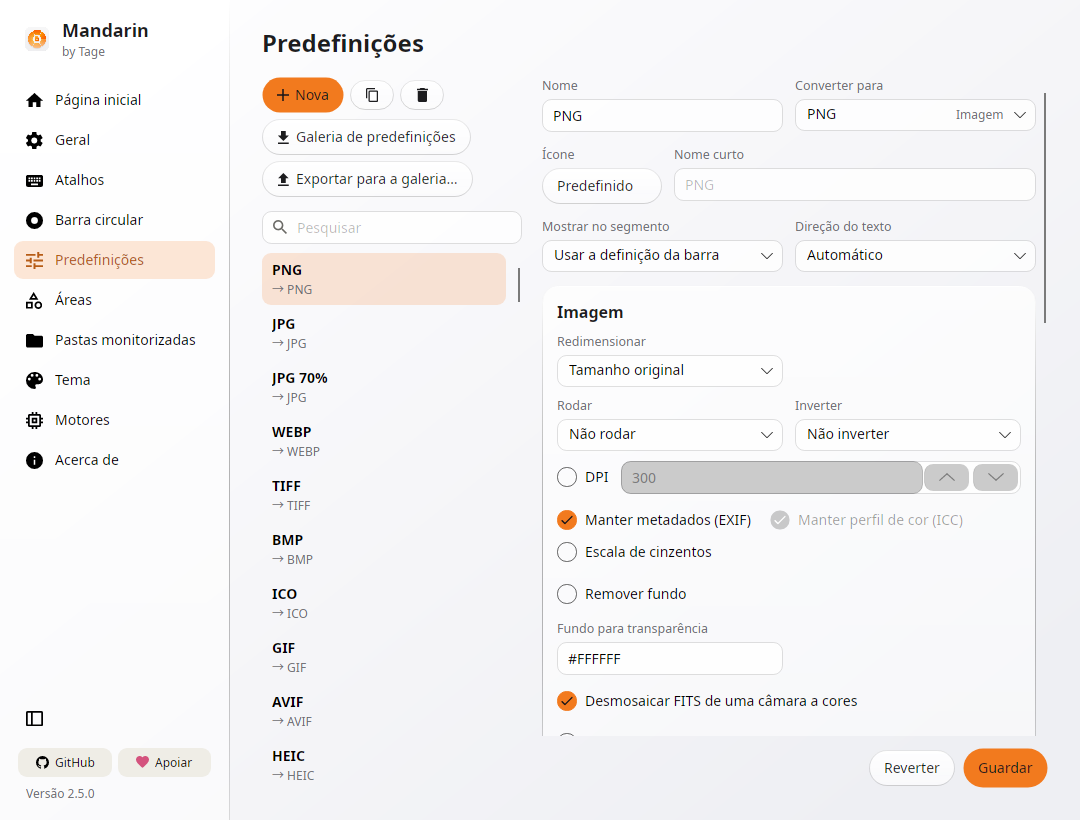 Mandarin
by Tage
Página inicial
Geral
Atalhos
Barra circular
Predefinições
Áreas
Pastas monitorizadas
Tema
Motores
Acerca de
GitHub
Apoiar
Versão 2.5.0
Predefinições
Nova
Galeria de predefinições
Exportar para a galeria...
Pesquisar
PNG
→ PNG
JPG
→ JPG
JPG 70%
→ JPG
WEBP
→ WEBP
TIFF
→ TIFF
BMP
→ BMP
ICO
→ ICO
GIF
→ GIF
AVIF
→ AVIF
HEIC
→ HEIC
Nome
Converter para
PNG
PNG Imagem
Ícone
Nome curto
Predefinido
PNG
Mostrar no segmento
Direção do texto
Usar a definição da barra
Automático
Imagem
Redimensionar
Tamanho original
Rodar
Inverter
Não rodar
Não inverter
DPI
300
Manter metadados (EXIF)
Manter perfil de cor (ICC)
Escala de cinzentos
Remover fundo
Fundo para transparência
#FFFFFF
Desmosaicar FITS de uma câmara a cores
Reverter
Guardar